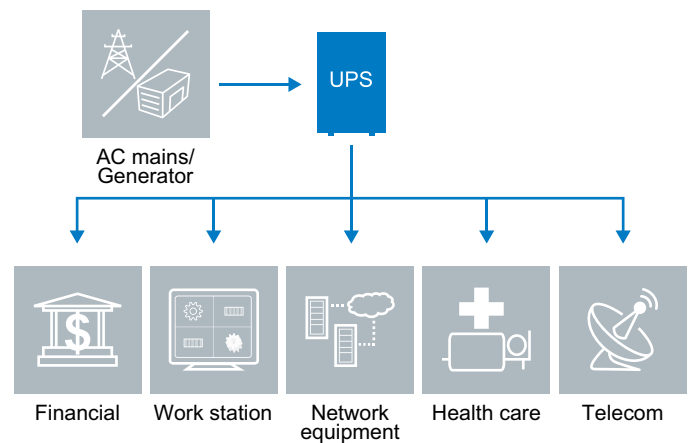 UPS
AC mains/
Generator
$
Financial
Work station
Network
equipment
Health care
Telecom